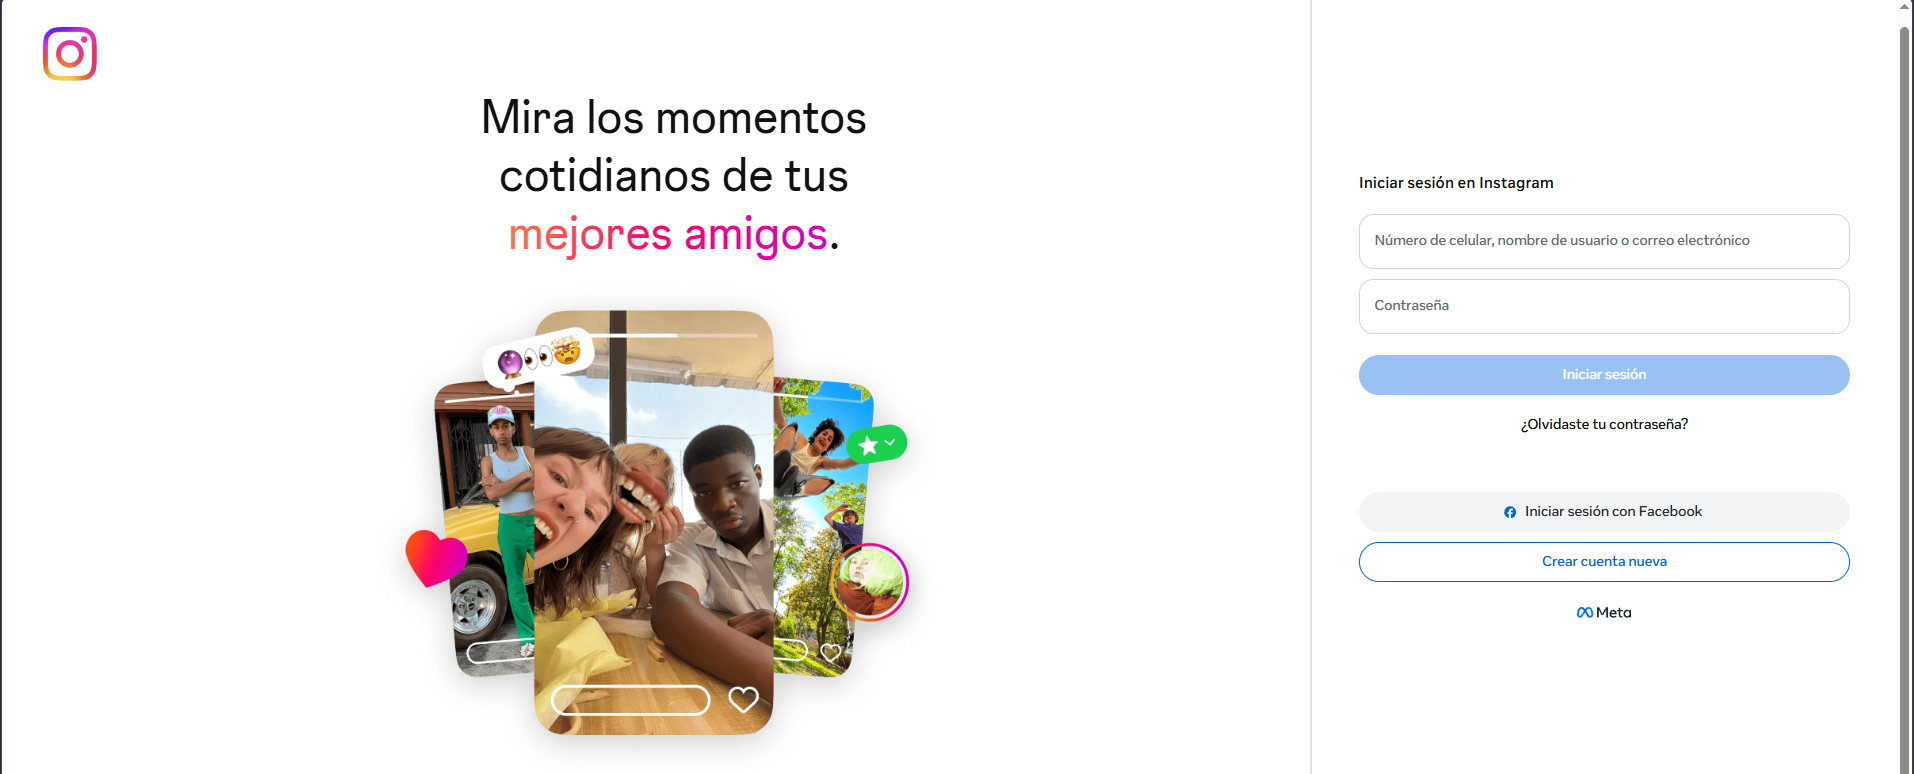 Mira los momentos
cotidianos de tus
mejores amigos.
Iniciar sesión en Instagram
Número de celular, nombre de usuario o correo electrónico
Contraseña
Iniciar sesión
¿Olvidaste tu contraseña?
Iniciar sesión con Facebook
Crear cuenta nueva
Meta